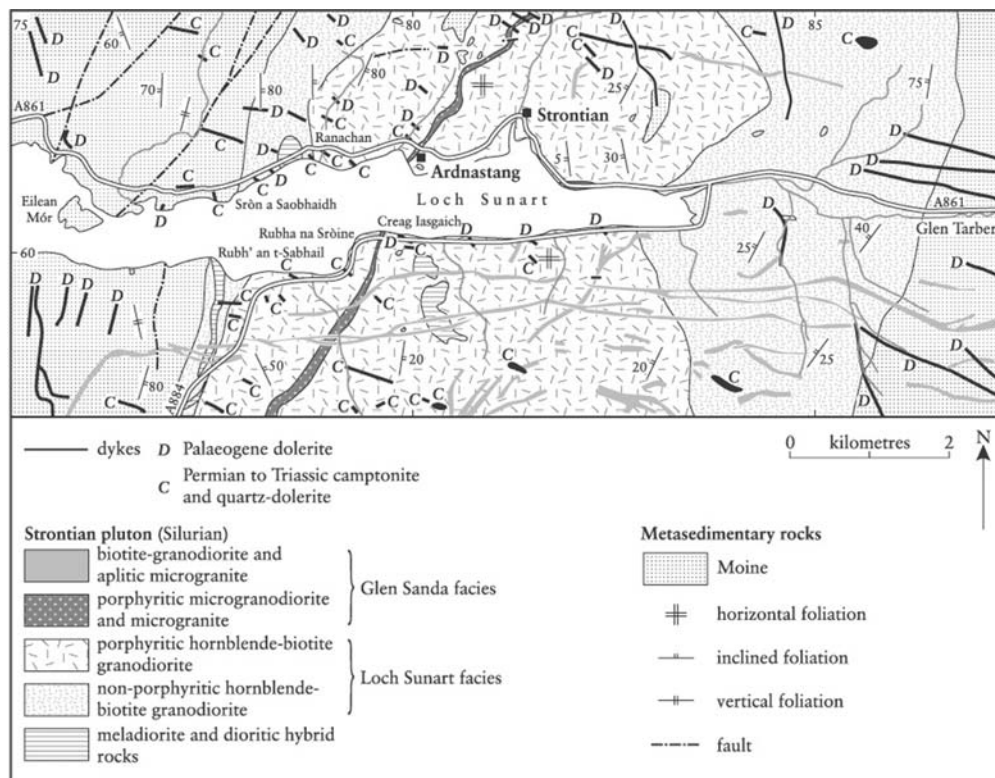 75
D
D
60
C
D
D
C
80
D
C
D
85
C
C
D
80
D
D
25
75
70
80
D
C
C
Strontian
D
A861
Ranachan
C
D
D
C
D
D
C
C
C
C
Ardnastang
5
30
D
Eilean
Mór
C
D
C
Sròn a Saobhaidh
Loch Sunart
A861
Creag Iasgaich
Rubha na Sròine
D
D
D
D
Glen Tarbert
60
Rubh' an t-Sabhail
D
C
C
25
40
D
D
D
D
D
C
C
C
D
50
20
C
20
C
25
D
80
A884
C
C
C
C
C
D
dykes D Palaeogene dolerite
C Permian to Triassic camptonite
and quartz-dolerite
0 kilometres 2
N
Strontian pluton (Silurian)
biotite-granodiorite and
aplitic microgranite
porphyritic microgranodiorite
and microgranite
Glen Sanda facies
porphyritic hornblende-biotite
granodiorite
non-porphyritic hornblende-
biotite granodiorite
Loch Sunart facies
meladiorite and dioritic hybrid
rocks
Metasedimentary rocks
Moine
horizontal foliation
inclined foliation
vertical foliation
fault